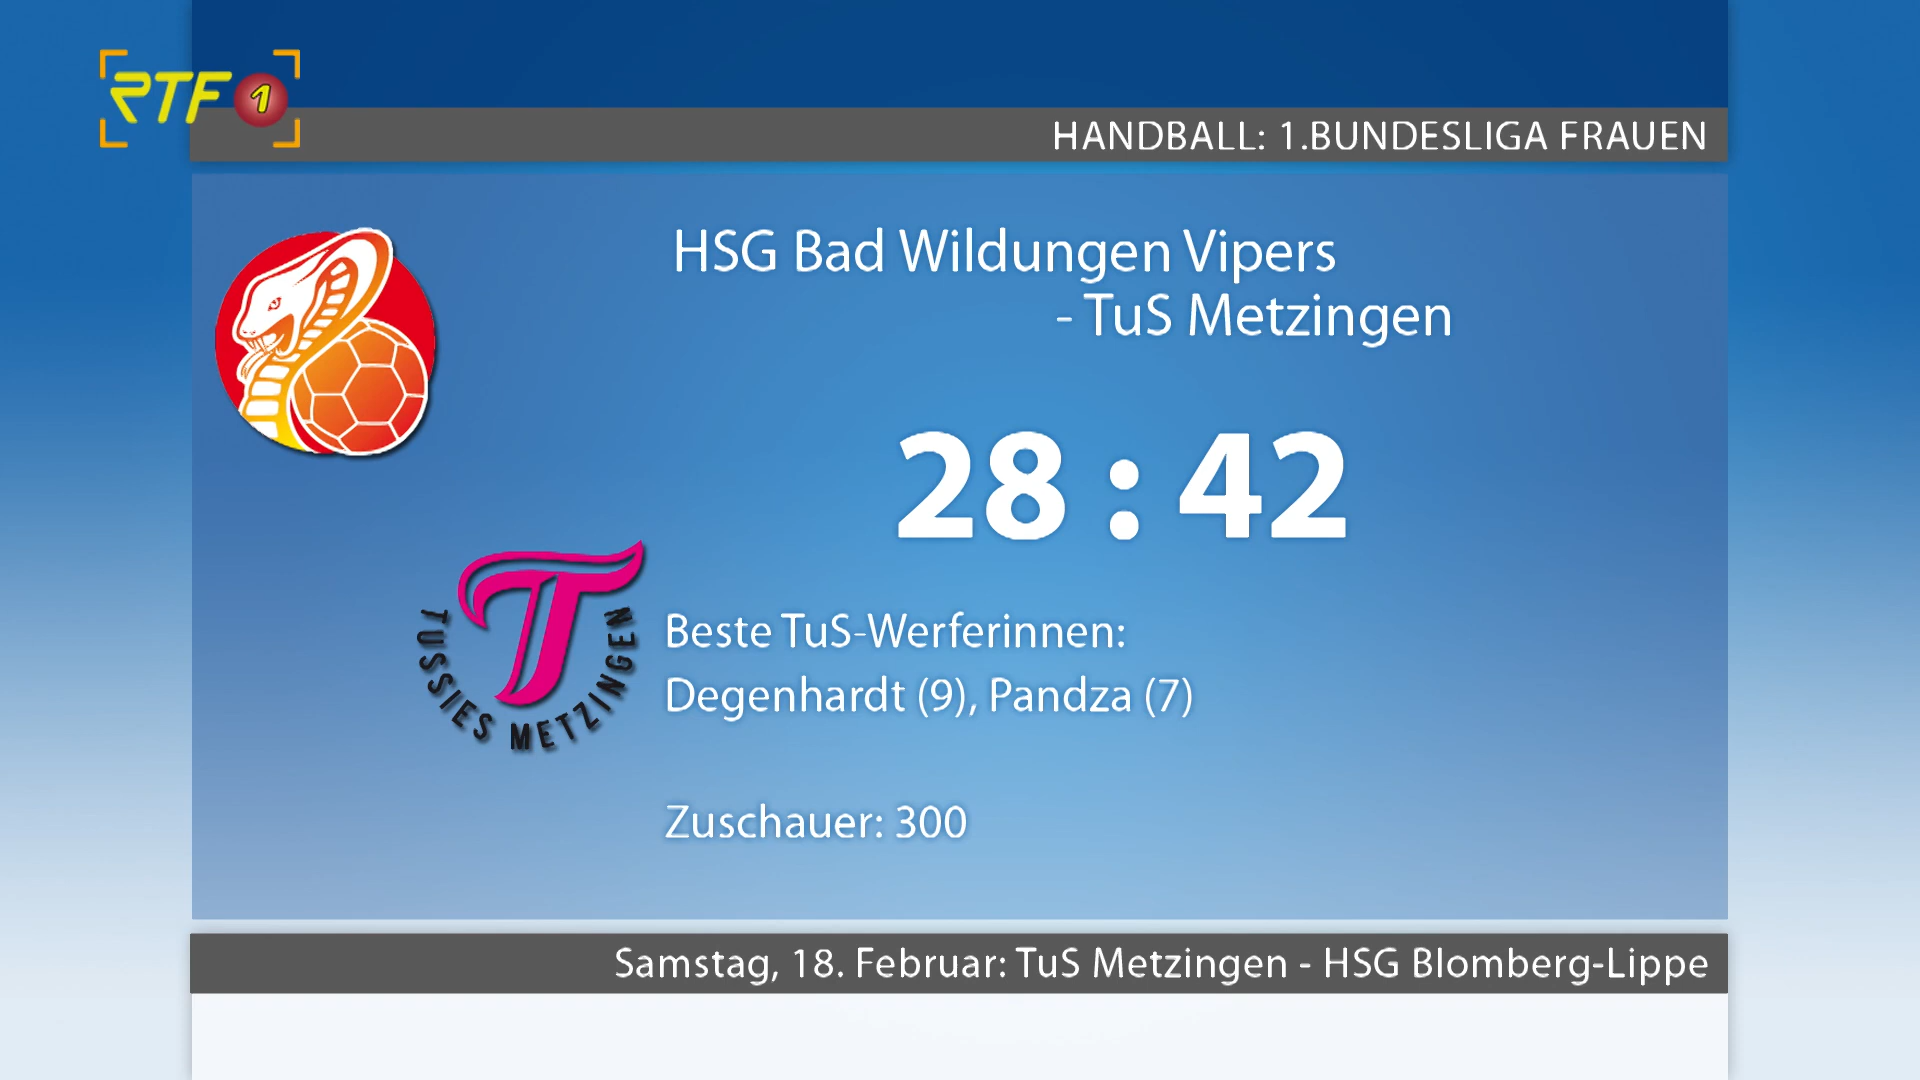 RTF 1
HANDBALL: 1.BUNDESLIGA FRAUEN
HSG Bad Wildungen Vipers
- TuS Metzingen
28 : 42
TUSSIES METZINGEN
Beste TuS-Werferinnen:
Degenhardt (9), Pandza (7)
Zuschauer: 300
Samstag, 18. Februar: TuS Metzingen - HSG Blomberg-Lippe